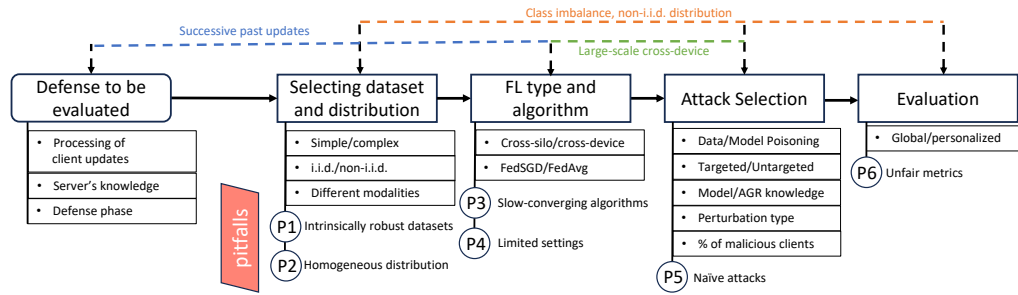 Class imbalance, non-i.i.d. distribution
Successive past updates
Large-scale cross-device
Defense to be
evaluated
Selecting dataset
and distribution
FL type and
algorithm
Attack Selection
Evaluation
• Processing of
client updates
• Server's knowledge
• Defense phase
• Simple/complex
• i.i.d./non-i.i.d.
• Different modalities
• Cross-silo/cross-device
• FedSGD/FedAvg
• Data/Model Poisoning
• Targeted/Untargeted
• Model/AGR knowledge
• Perturbation type
• % of malicious clients
• Global/personalized
pitfalls
P1 Intrinsically robust datasets
P2 Homogeneous distribution
P3 Slow-converging algorithms
P4 Limited settings
P5 Naïve attacks
P6 Unfair metrics